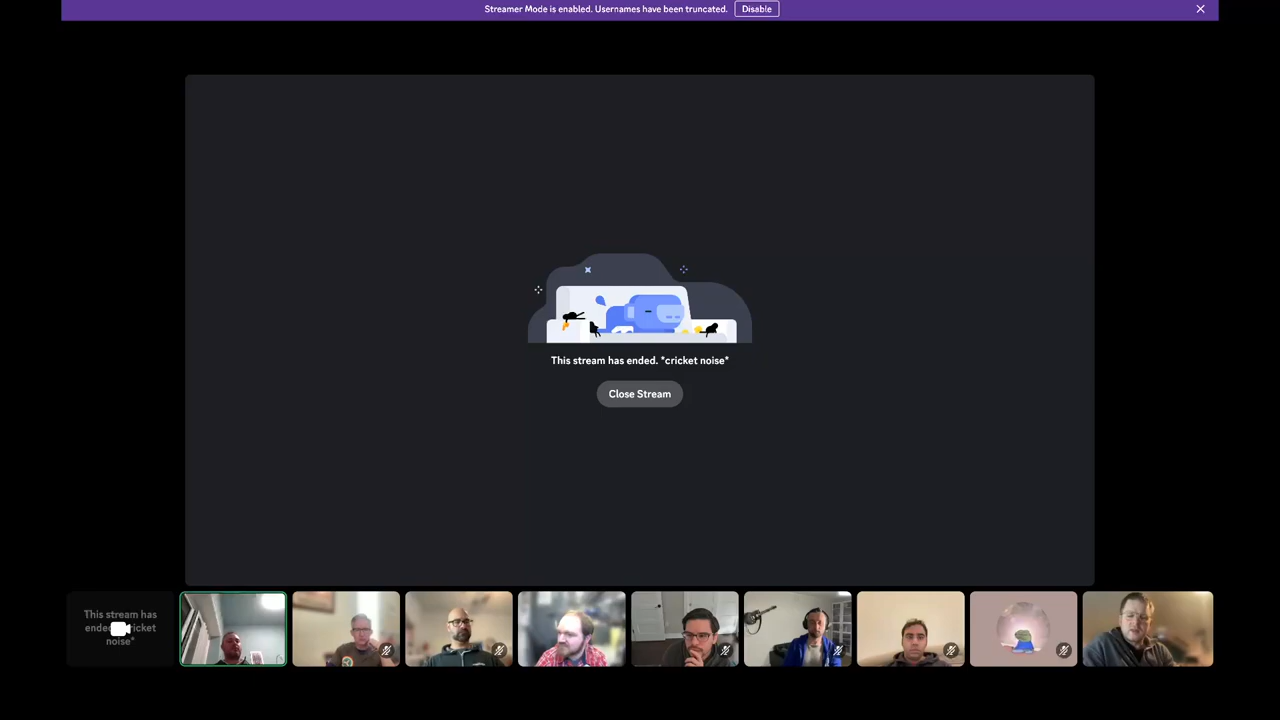 Streamer Mode is enabled. Usernames have been truncated.
Disable
This stream has ended. *cricket noise*
Close Stream
This stream has
noise*